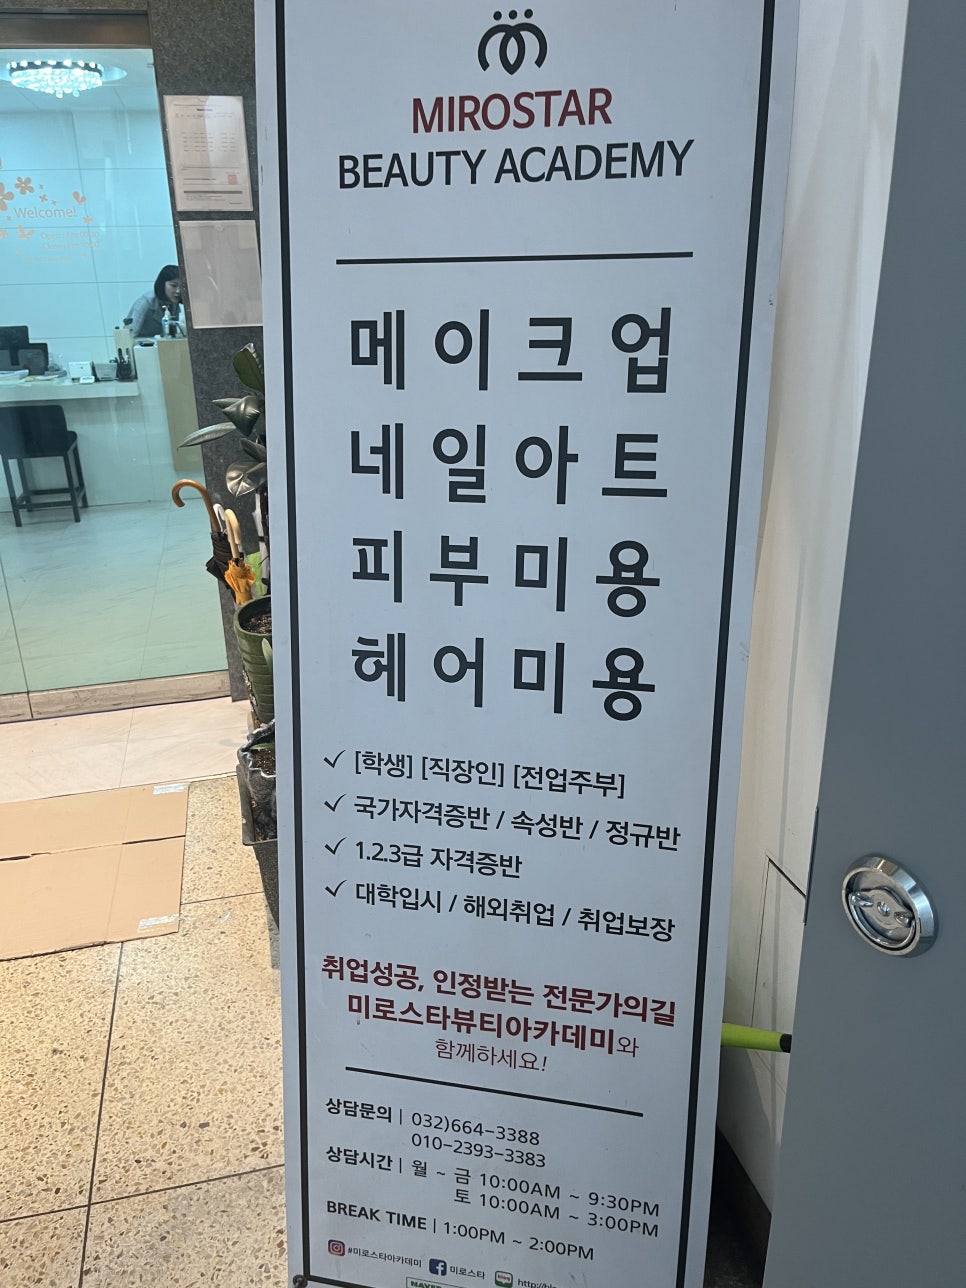 MIROSTAR
BEAUTY ACADEMY
Welcome!
메이크업
네일아트
피부미용
헤어미용
✓ [학생] [직장인] [전업주부]
✓ 국가자격증반 / 속성반 / 정규반
✓ 1.2.3급 자격증반
✓ 대학입시 / 해외취업 / 취업보장
취업성공, 인정받는 전문가의길
미로스타뷰티아카데미와
함께하세요!
상담문의 | 032)664-3388
010-2393-3383
상담시간 | 월 ~ 금 10:00AM ~ 9:30PM
토 10:00AM ~ 3:00PM
BREAK TIME | 1:00PM ~ 2:00PM
#미로스타아카데미 미로스타 blog
NAVER